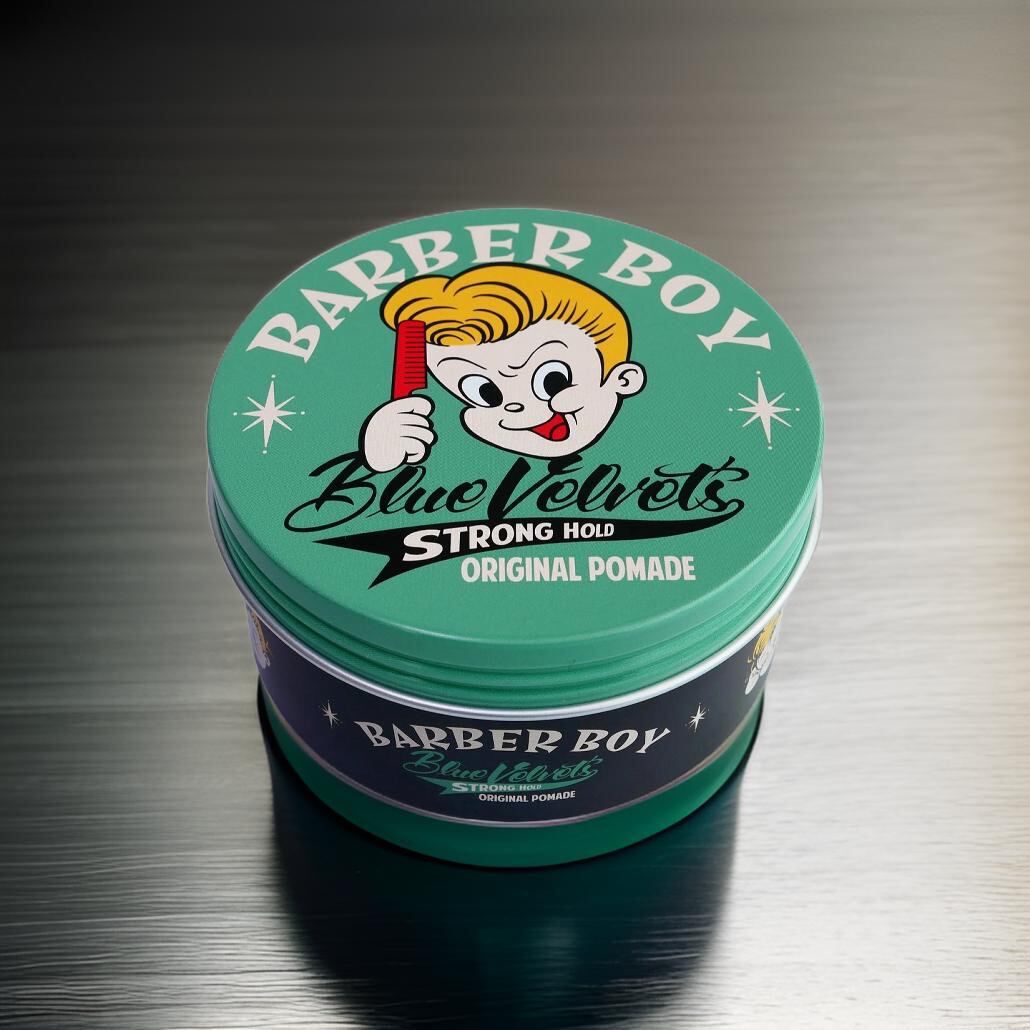 BARBER BOY
Blue Velvets
STRONG HOLD
ORIGINAL POMADE
BARBER BOY
Blue Velvets
STRONG HOLD
ORIGINAL POMADE